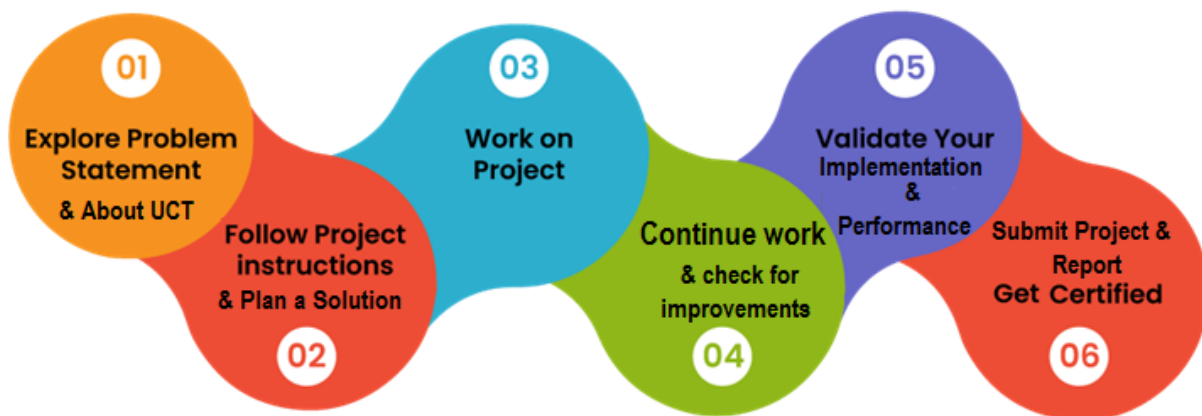 01
Explore Problem
Statement
& About UCT
Follow Project
instructions
& Plan a Solution
02
03
Work on
Project
Continue work
& check for
improvements
04
05
Validate Your
Implementation
&
Performance
Submit Project &
Report
Get Certified
06